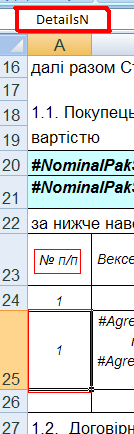 DetailsN
A
16 далі разом С
17
18 1.1. Покупець
19 вартістю
20 #NominalPak
21 #NominalPak
22 за нижче наве
23 № п/п Вексе
24 1
25 1 #Agre
#Agre
26
27 1.2. Договірн